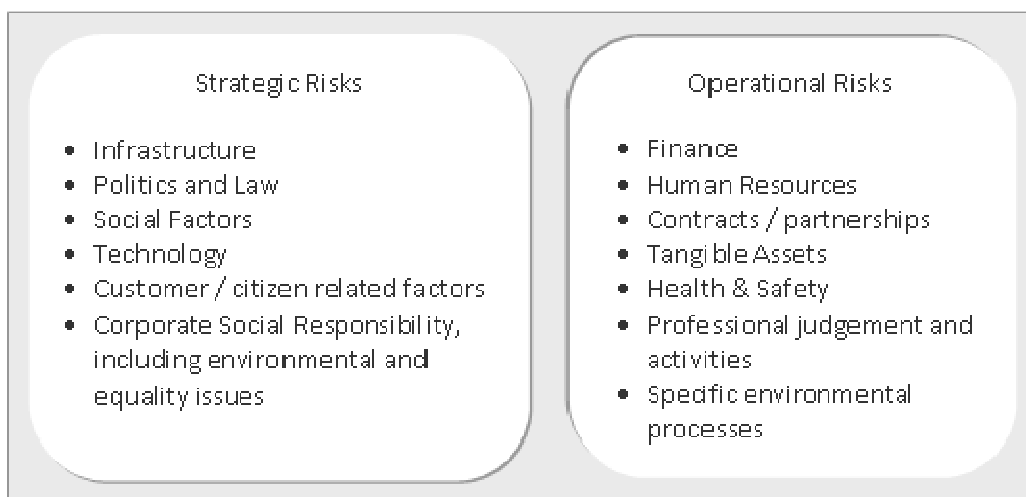 Strategic Risks
• Infrastructure
• Politics and Law
• Social Factors
• Technology
• Customer / citizen related factors
• Corporate Social Responsibility,
including environmental and
equality issues
Operational Risks
• Finance
• Human Resources
• Contracts / partnerships
• Tangible Assets
• Health & Safety
• Professional judgement and
activities
• Specific environmental
processes